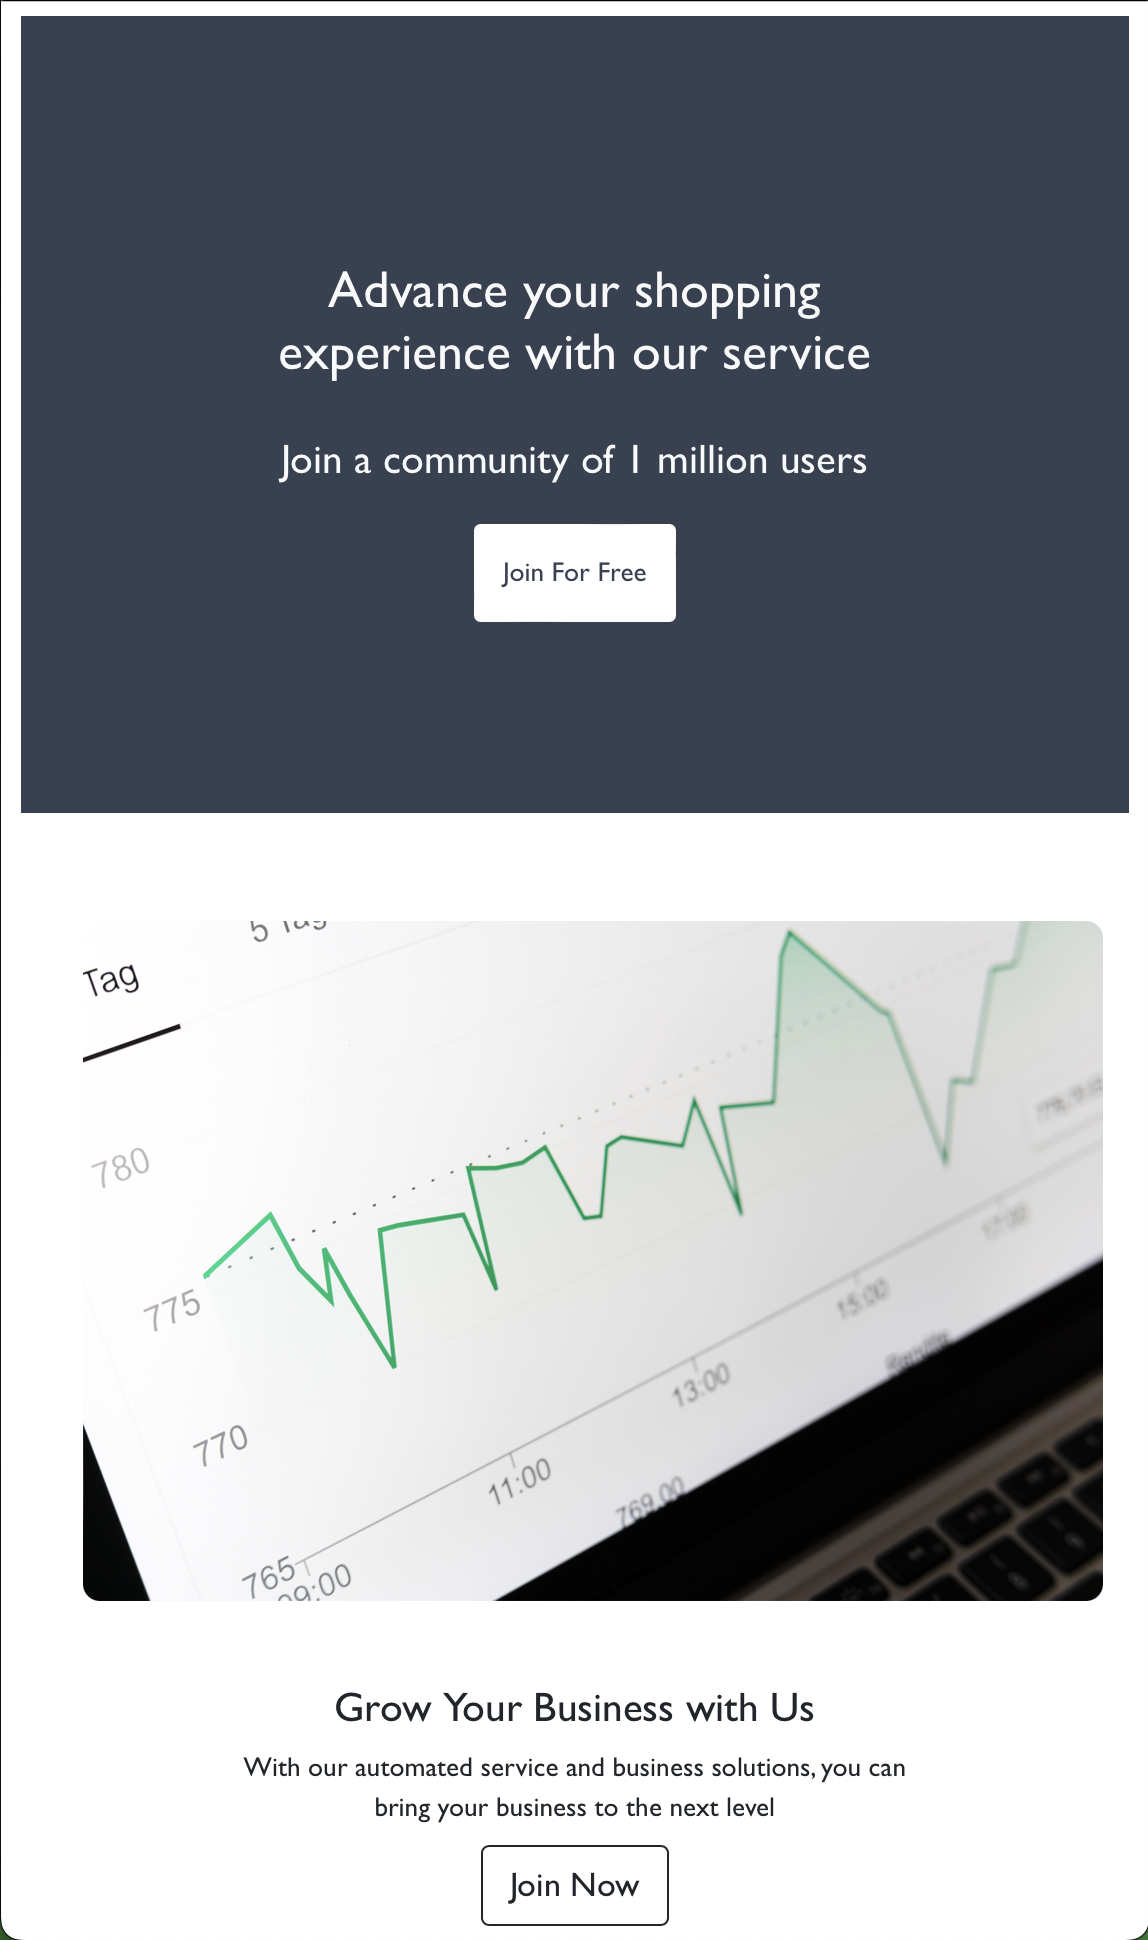 Advance your shopping
experience with our service
Join a community of 1 million users
Join For Free
5 Tag
Tag
780
775
770
765
09:00
11:00
13:00
15:00
17:00
769,00
Grow Your Business with Us
With our automated service and business solutions, you can
bring your business to the next level
Join Now